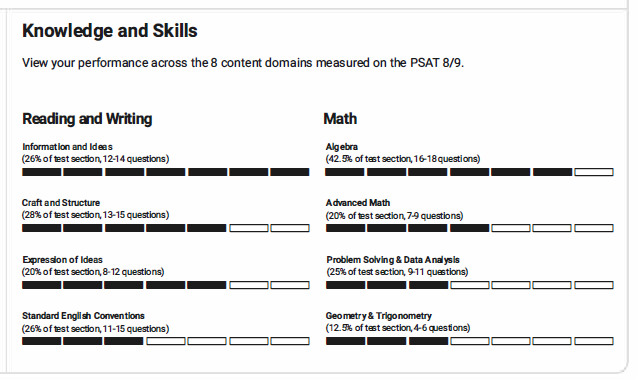 Knowledge and Skills
View your performance across the 8 content domains measured on the PSAT 8/9.
Reading and Writing
Information and Ideas
(26% of test section, 12-14 questions)
Craft and Structure
(28% of test section, 13-15 questions)
Expression of Ideas
(20% of test section, 8-12 questions)
Standard English Conventions
(26% of test section, 11-15 questions)
Math
Algebra
(42.5% of test section, 16-18 questions)
Advanced Math
(20% of test section, 7-9 questions)
Problem Solving & Data Analysis
(25% of test section, 9-11 questions)
Geometry & Trigonometry
(12.5% of test section, 4-6 questions)